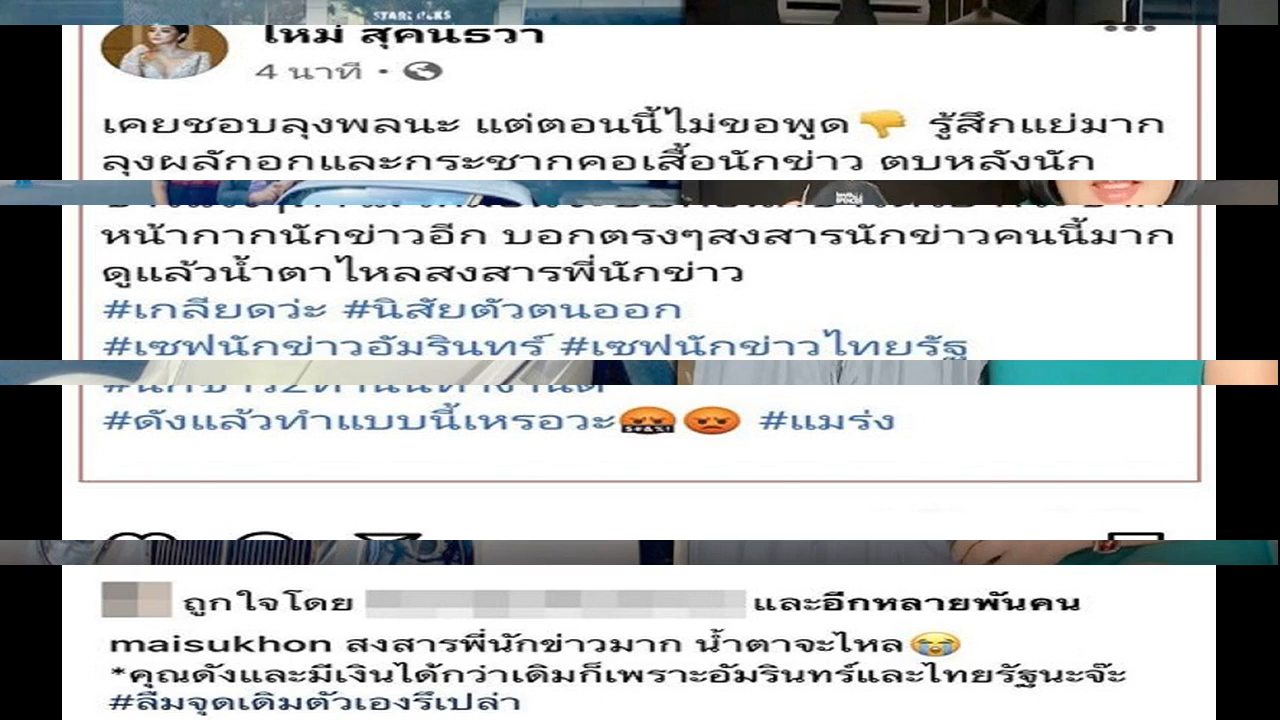 STARBUCKS
ใหม่ สุคนธวา
4 นาที
เคยชอบลุงพลนะ แต่ตอนนี้ไม่ขอพูด👎 รู้สึกแย่มาก
ลุงผลักอกและกระชากคอเสื้อนักข่าว ตบหลังนัก
หน้ากากนักข่าวอีก บอกตรงๆสงสารนักข่าวคนนี้มาก
ดูแล้วน้ำตาไหลสงสารพี่นักข่าว
#เกลียดว่ะ #นิสัยตัวตนออก
#เซฟนักข่าวอัมรินทร์ #เซฟนักข่าวไทยรัฐ
#ดังแล้วทำแบบนี้เหรอวะ🤬😡 #แมร่ง
ถูกใจโดย และอีกหลายพันคน
maisukhon สงสารพี่นักข่าวมาก น้ำตาจะไหล😭
*คุณดังและมีเงินได้กว่าเดิมก็เพราะอัมรินทร์และไทยรัฐนะจ๊ะ
#ลืมจุดเดิมตัวเองรึเปล่า